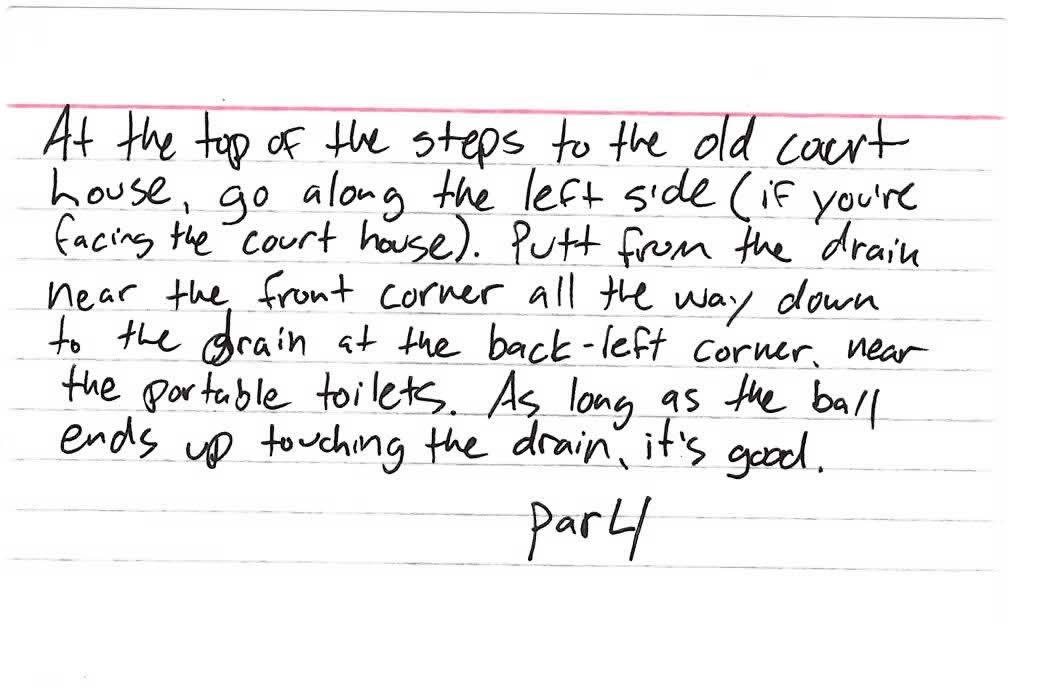 At the top of the steps to the old court
house, go along the left side (if you're
facing the court house). Putt from the drain
near the front corner all the way down
to the drain at the back-left corner, near
the portable toilets. As long as the ball
ends up touching the drain, it's good.
par 4